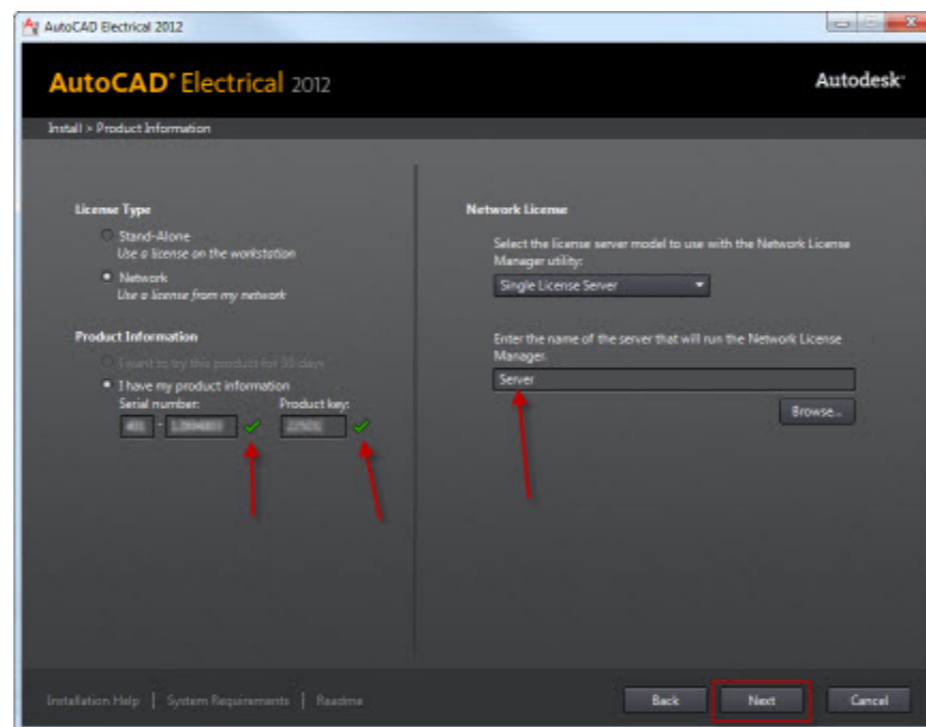 AutoCAD Electrical 2012
AutoCAD® Electrical 2012
Autodesk®
Install > Product Information
License Type
Stand-Alone
Use a license on the workstation
Network
Use a license from my network
Product Information
I want to try this product for 30 days
I have my product information
Serial number: Product key:
-
Network License
Select the license server model to use with the Network License
Manager utility:
Single License Server
Enter the name of the server that will run the Network License
Manager.
Server
Browse...
Installation Help | System Requirements | Readme
Back Next Cancel